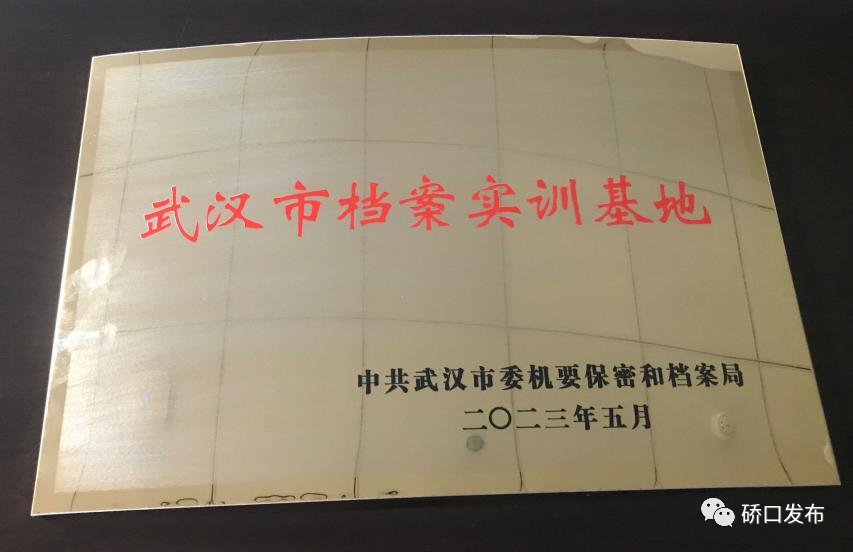 武汉市档案实训基地
中共武汉市委机要保密和档案局
二〇二三年五月
硚口发布